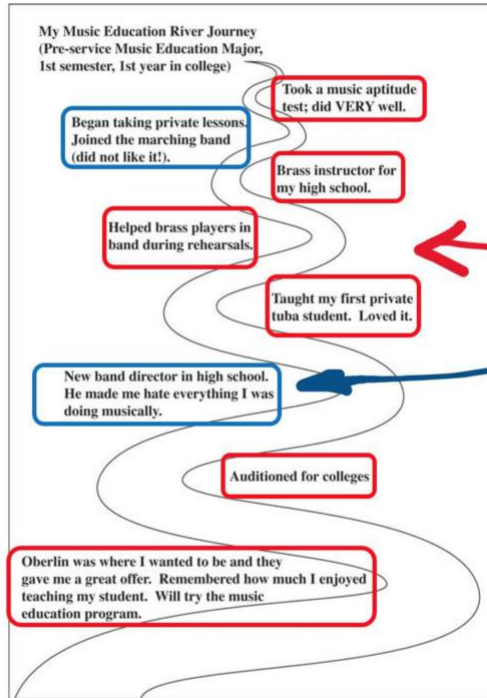 My Music Education River Journey
(Pre-service Music Education Major,
1st semester, 1st year in college)
Took a music aptitude
test; did VERY well.
Began taking private lessons.
Joined the marching band
(did not like it!).
Brass instructor for
my high school.
Helped brass players in
band during rehearsals.
Taught my first private
tuba student. Loved it.
New band director in high school.
He made me hate everything I was
doing musically.
Auditioned for colleges
Oberlin was where I wanted to be and they
gave me a great offer. Remembered how much I enjoyed
teaching my student. Will try the music
education program.